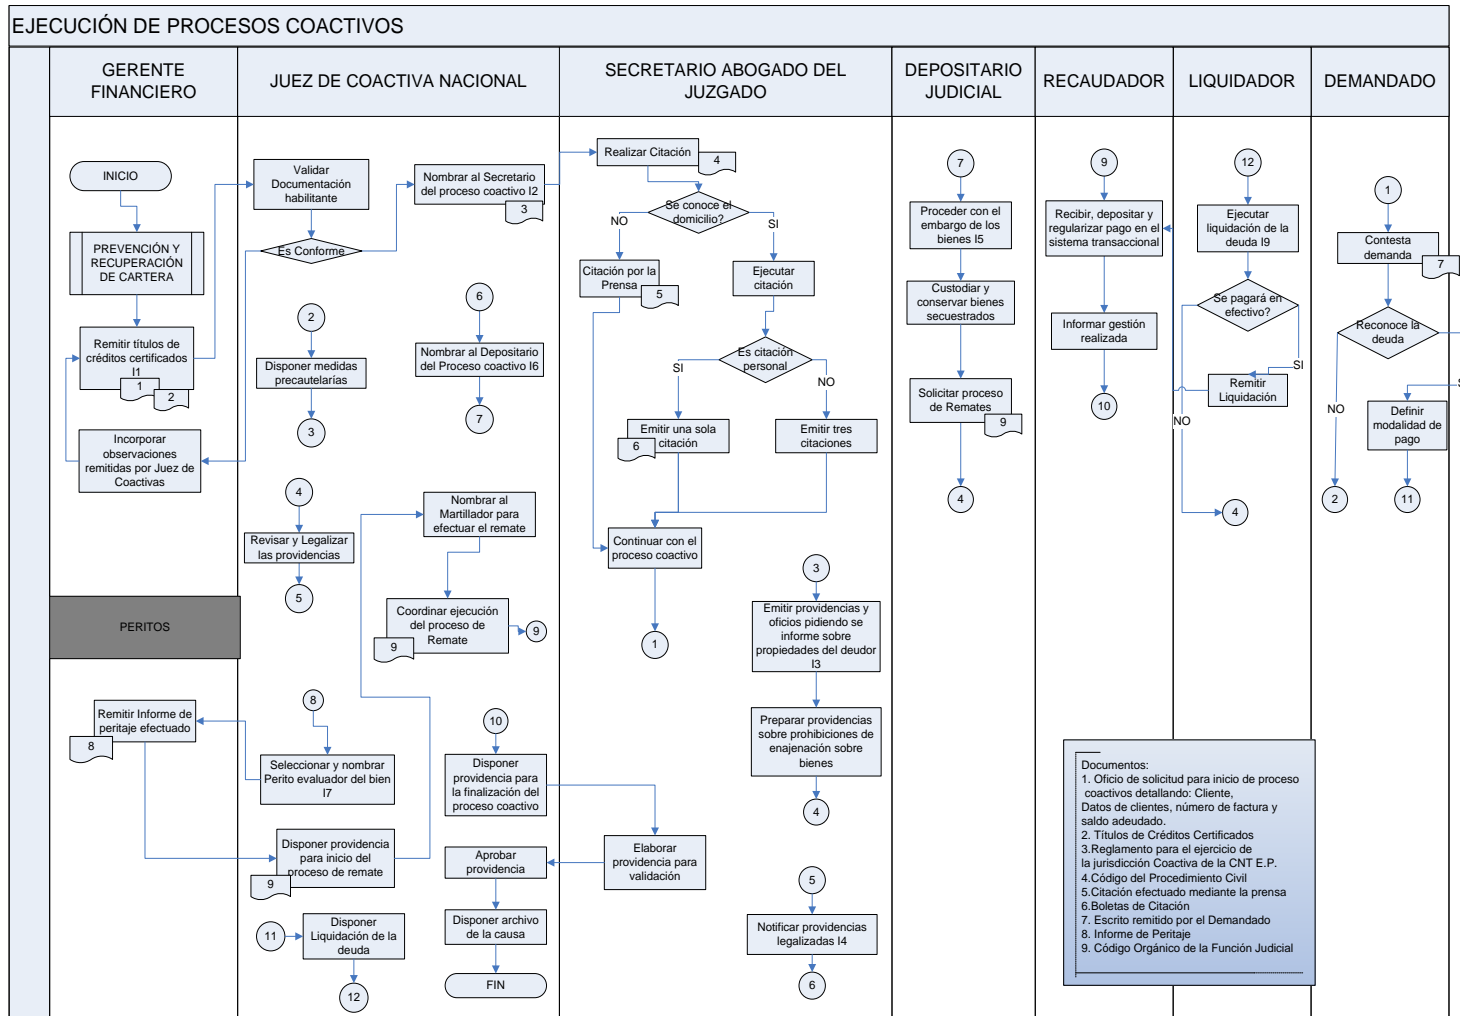 EJECUCIÓN DE PROCESOS COACTIVOS
GERENTE
FINANCIERO
JUEZ DE COACTIVA NACIONAL
SECRETARIO ABOGADO DEL
JUZGADO
DEPOSITARIO
JUDICIAL
RECAUDADOR
LIQUIDADOR
DEMANDADO
INICIO
PREVENCIÓN Y
RECUPERACIÓN
DE CARTERA
Remitir títulos de
créditos certificados
I1
1
2
Incorporar
observaciones
remitidas por Juez de
Coactivas
PERITOS
Remitir Informe de
peritaje efectuado
8
Validar
Documentación
habilitante
Es Conforme
Nombrar al Secretario
del proceso coactivo I2
3
2
Disponer medidas
precautelarías
3
6
Nombrar al Depositario
del Proceso coactivo I6
7
4
Revisar y Legalizar
las providencias
5
Nombrar al
Martillador para
efectuar el remate
Coordinar ejecución
del proceso de
Remate
9
9
8
Seleccionar y nombrar
Perito evaluador del bien
I7
10
Disponer
providencia para
la finalización del
proceso coactivo
Disponer providencia
para inicio del
proceso de remate
9
Aprobar
providencia
11
Disponer
Liquidación de la
deuda
12
Disponer archivo
de la causa
FIN
Realizar Citación
4
Se conoce el
domicilio?
NO
SI
Citación por la
Prensa
5
Ejecutar
citación
Es citación
personal
SI
NO
Emitir una sola
citación
6
Emitir tres
citaciones
Continuar con el
proceso coactivo
1
3
Emitir providencias y
oficios pidiendo se
informe sobre
propiedades del deudor
I3
Preparar providencias
sobre prohibiciones de
enajenación sobre
bienes
4
Elaborar
providencia para
validación
5
Notificar providencias
legalizadas I4
6
7
Proceder con el
embargo de los
bienes I5
Custodiar y
conservar bienes
secuestrados
Solicitar proceso
de Remates
9
4
9
Recibir, depositar y
regularizar pago en el
sistema transaccional
Informar gestión
realizada
10
12
Ejecutar
liquidación de la
deuda I9
Se pagará en
efectivo?
SI
Remitir
Liquidación
NO
4
1
Contesta
demanda
7
Reconoce la
deuda
NO
Definir
modalidad de
pago
2
11
Documentos:
1. Oficio de solicitud para inicio de proceso
coactivos detallando: Cliente,
Datos de clientes, número de factura y
saldo adeudado.
2. Títulos de Créditos Certificados
3.Reglamento para el ejercicio de
la jurisdicción Coactiva de la CNT E.P.
4.Código del Procedimiento Civil
5.Citación efectuado mediante la prensa
6.Boletas de Citación
7. Escrito remitido por el Demandado
8. Informe de Peritaje
9. Código Orgánico de la Función Judicial